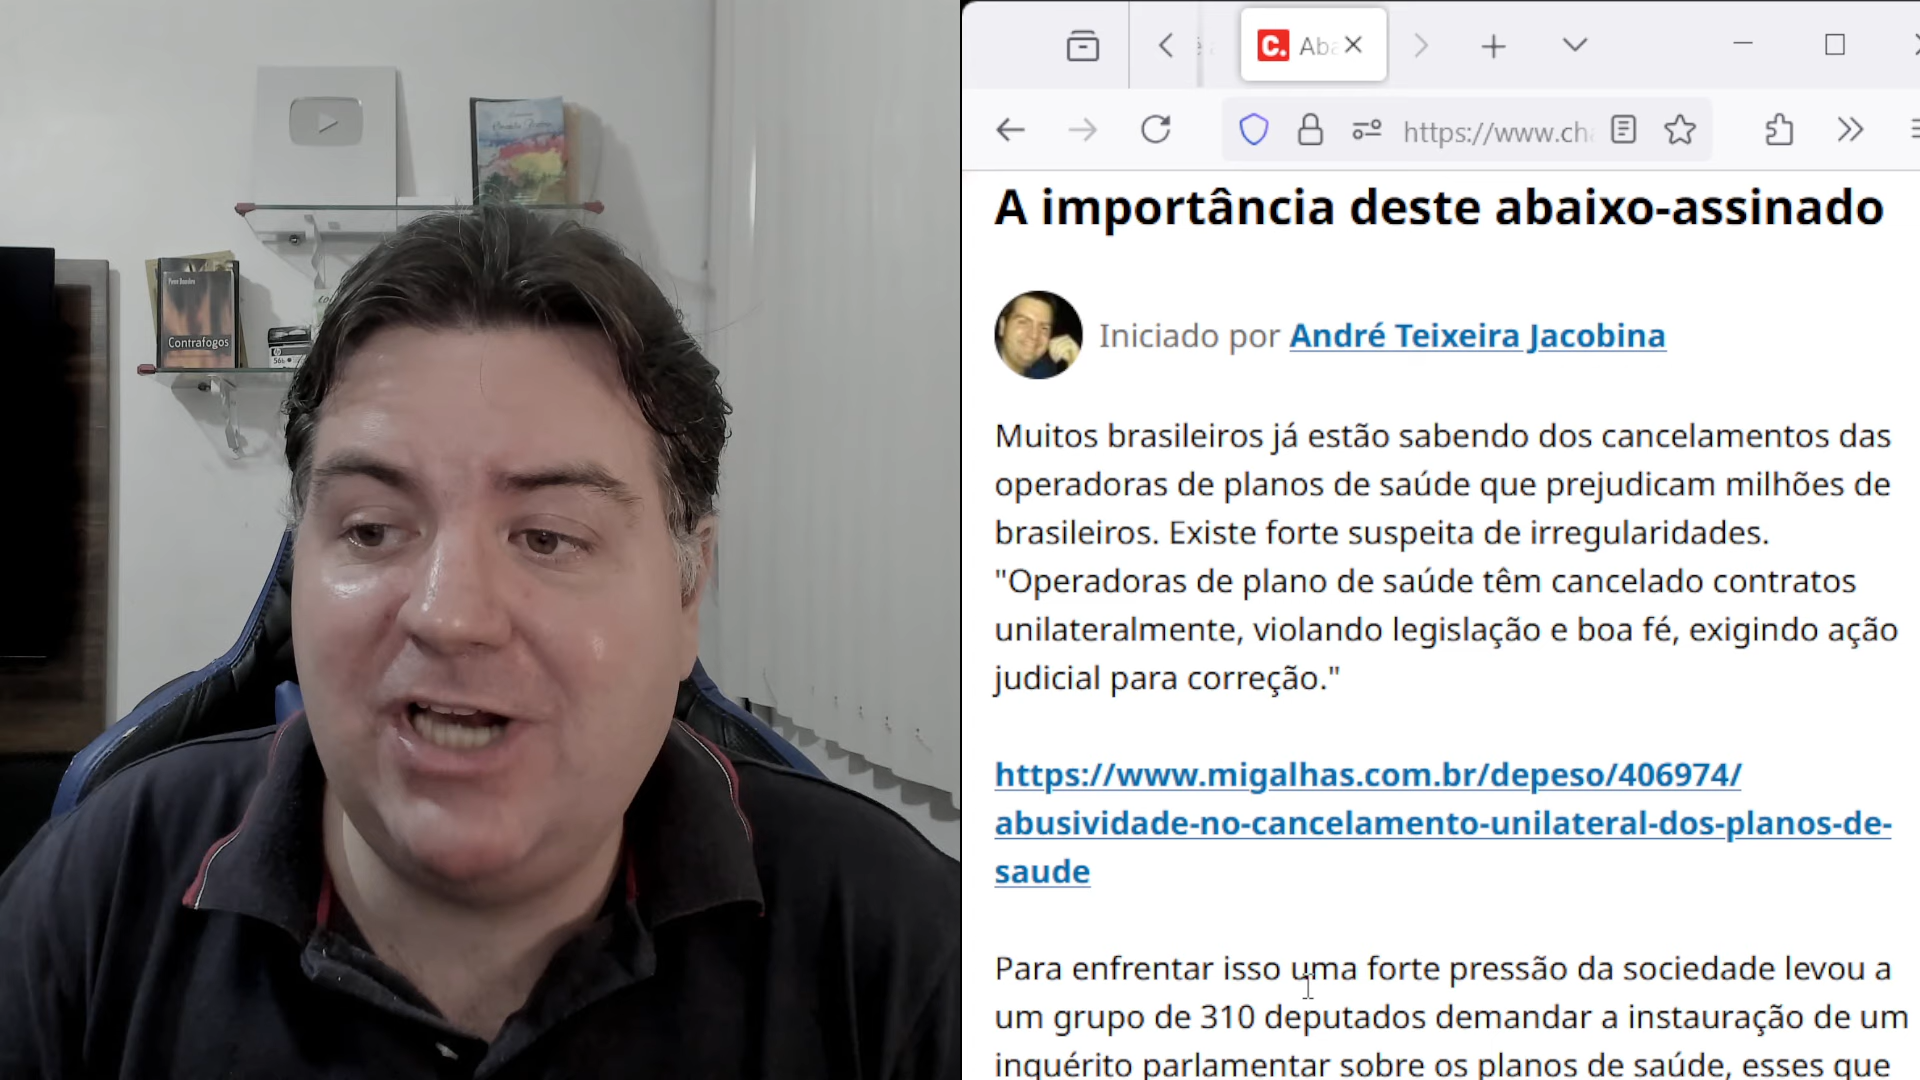 Contrafogos
C. Aba
https://www.ch
A importância deste abaixo-assinado
Iniciado por André Teixeira Jacobina
Muitos brasileiros já estão sabendo dos cancelamentos das
operadoras de planos de saúde que prejudicam milhões de
brasileiros. Existe forte suspeita de irregularidades.
"Operadoras de plano de saúde têm cancelado contratos
unilateralmente, violando legislação e boa fé, exigindo ação
judicial para correção."
https://www.migalhas.com.br/depeso/406974/
abusividade-no-cancelamento-unilateral-dos-planos-de-
saude
Para enfrentar isso uma forte pressão da sociedade levou a
um grupo de 310 deputados demandar a instauração de um
inquérito parlamentar sobre os planos de saúde, esses que